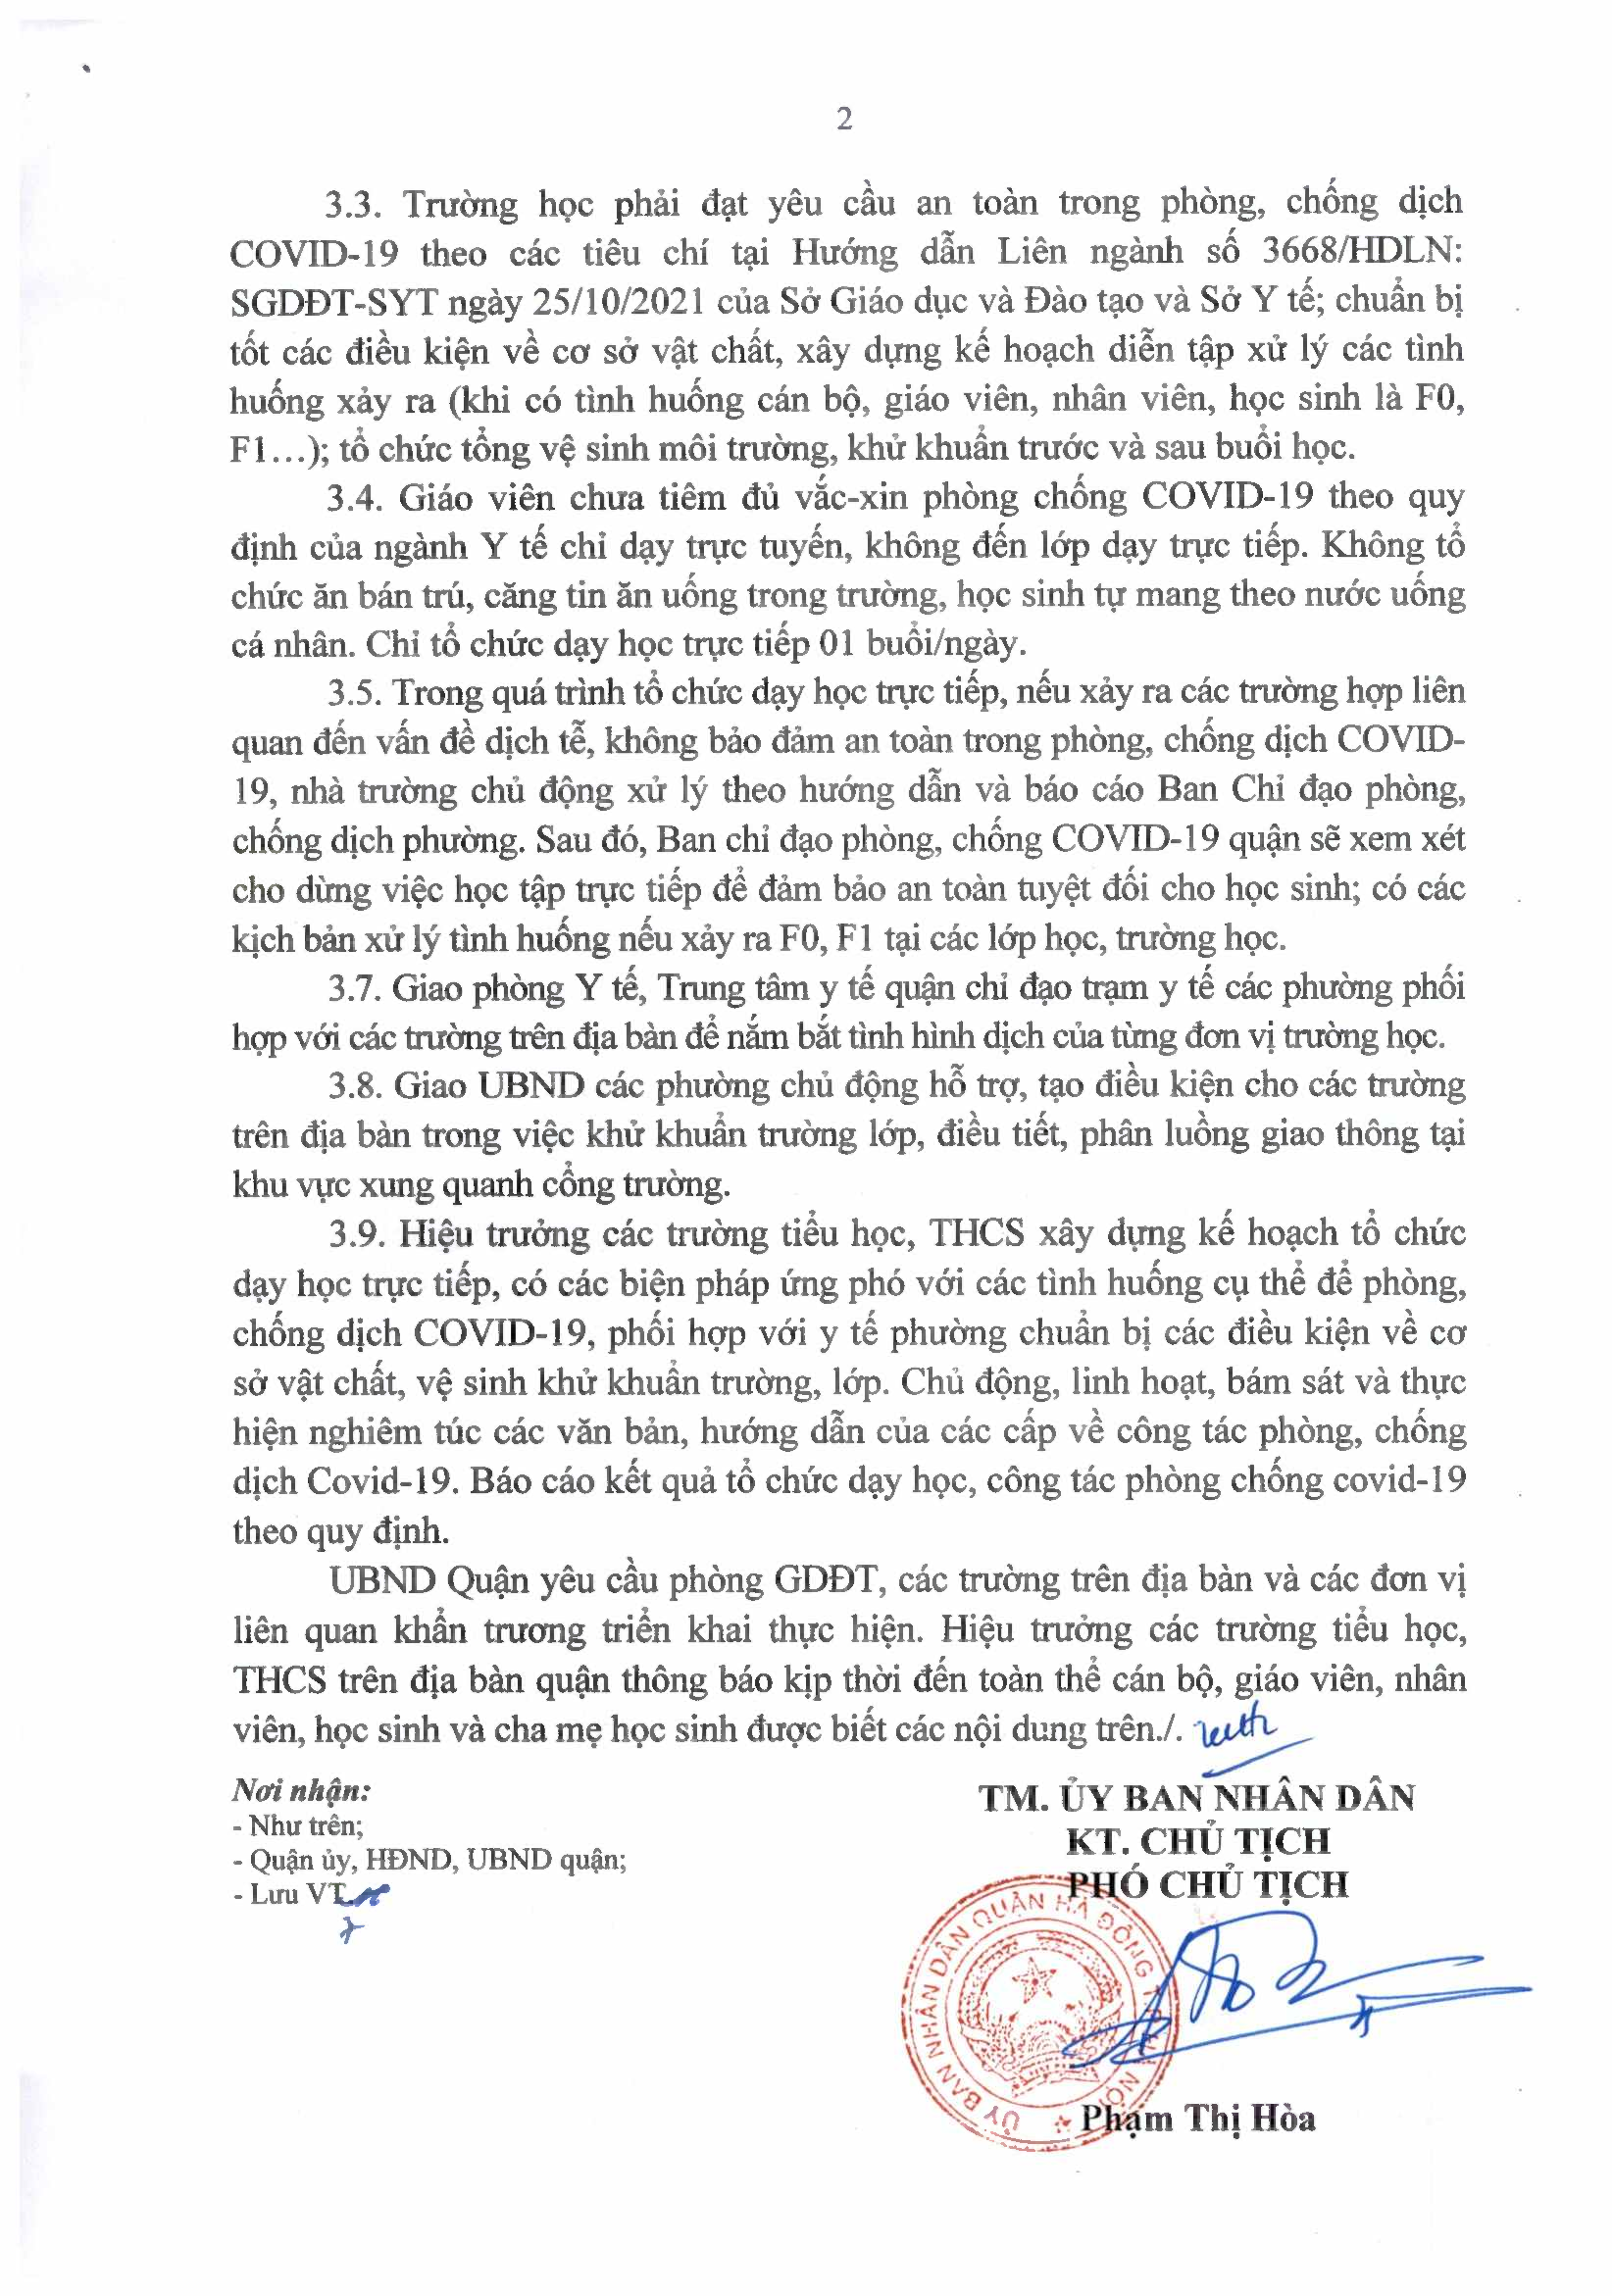 2
3.3. Trường học phải đạt yêu cầu an toàn trong phòng, chống dịch
COVID-19 theo các tiêu chí tại Hướng dẫn Liên ngành số 3668/HDLN:
SGDĐT-SYT ngày 25/10/2021 của Sở Giáo dục và Đào tạo và Sở Y tế; chuẩn bị
tốt các điều kiện về cơ sở vật chất, xây dựng kế hoạch diễn tập xử lý các tình
huống xảy ra (khi có tình huống cán bộ, giáo viên, nhân viên, học sinh là F0,
F1…); tổ chức tổng vệ sinh môi trường, khử khuẩn trước và sau buổi học.
3.4. Giáo viên chưa tiêm đủ vắc-xin phòng chống COVID-19 theo quy
định của ngành Y tế chỉ dạy trực tuyến, không đến lớp dạy trực tiếp. Không tổ
chức ăn bán trú, căng tin ăn uống trong trường, học sinh tự mang theo nước uống
cá nhân. Chỉ tổ chức dạy học trực tiếp 01 buổi/ngày.
3.5. Trong quá trình tổ chức dạy học trực tiếp, nếu xảy ra các trường hợp liên
quan đến vấn đề dịch tễ, không bảo đảm an toàn trong phòng, chống dịch COVID-
19, nhà trường chủ động xử lý theo hướng dẫn và báo cáo Ban Chỉ đạo phòng,
chống dịch phường. Sau đó, Ban chỉ đạo phòng, chống COVID-19 quận sẽ xem xét
cho dừng việc học tập trực tiếp để đảm bảo an toàn tuyệt đối cho học sinh; có các
kịch bản xử lý tình huống nếu xảy ra F0, F1 tại các lớp học, trường học.
3.7. Giao phòng Y tế, Trung tâm y tế quận chỉ đạo trạm y tế các phường phối
hợp với các trường trên địa bàn để nắm bắt tình hình dịch của từng đơn vị trường học.
3.8. Giao UBND các phường chủ động hỗ trợ, tạo điều kiện cho các trường
trên địa bàn trong việc khử khuẩn trường lớp, điều tiết, phân luồng giao thông tại
khu vực xung quanh cổng trường.
3.9. Hiệu trưởng các trường tiểu học, THCS xây dựng kế hoạch tổ chức
dạy học trực tiếp, có các biện pháp ứng phó với các tình huống cụ thể để phòng,
chống dịch COVID-19, phối hợp với y tế phường chuẩn bị các điều kiện về cơ
sở vật chất, vệ sinh khử khuẩn trường, lớp. Chủ động, linh hoạt, bám sát và thực
hiện nghiêm túc các văn bản, hướng dẫn của các cấp về công tác phòng, chống
dịch Covid-19. Báo cáo kết quả tổ chức dạy học, công tác phòng chống covid-19
theo quy định.
UBND Quận yêu cầu phòng GDĐT, các trường trên địa bàn và các đơn vị
liên quan khẩn trương triển khai thực hiện. Hiệu trưởng các trường tiểu học,
THCS trên địa bàn quận thông báo kịp thời đến toàn thể cán bộ, giáo viên, nhân
viên, học sinh và cha mẹ học sinh được biết các nội dung trên./.
Nơi nhận:
- Như trên;
- Quận ủy, HĐND, UBND quận;
- Lưu VT.
TM. ỦY BAN NHÂN DÂN
KT. CHỦ TỊCH
PHÓ CHỦ TỊCH
ỦY BAN NHÂN DÂN QUẬN HÀ ĐÔNG T.P HÀ NỘI
Phạm Thị Hòa